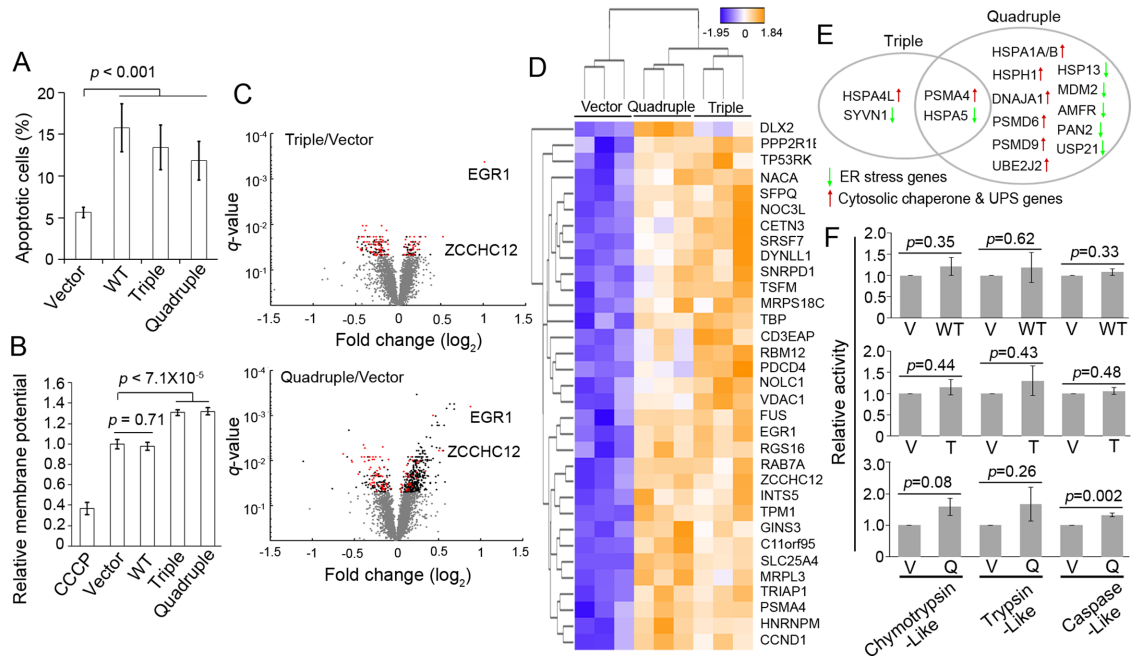 A
p < 0.001
Apoptotic cells (%)
20
15
10
5
0
Vector
WT
Triple
Quadruple
B
p < 7.1X10-5
p = 0.71
Relative membrane potential
1.6
1.4
1.2
1.0
0.8
0.6
0.4
0.2
0
CCCP
Vector
WT
Triple
Quadruple
C
Triple/Vector
EGR1
ZCCHC12
q-value
10-4
10-3
10-2
10-1
-1.5 -1.0 -0.5 0 0.5 1.0 1.5
Fold change (log2)
Quadruple/Vector
EGR1
ZCCHC12
q-value
10-4
10-3
10-2
10-1
-1.5 -1.0 -0.5 0.0 0.5 1.0 1.5
Fold change (log2)
D
-1.95 0 1.84
Vector Quadruple Triple
DLX2
PPP2R1B
TP53RK
NACA
SFPQ
NOC3L
CETN3
SRSF7
DYNLL1
SNRPD1
TSFM
MRPS18C
TBP
CD3EAP
RBM12
PDCD4
NOLC1
VDAC1
FUS
EGR1
RGS16
RAB7A
ZCCHC12
INTS5
TPM1
GINS3
C11orf95
SLC25A4
MRPL3
TRIAP1
PSMA4
HNRNPM
CCND1
E
Triple
Quadruple
HSPA4L↑
SYVN1↓
PSMA4↑
HSPA5↓
HSPA1A/B↑
HSPH1↑
DNAJA1↑
PSMD6↑
PSMD9↑
UBE2J2↑
HSP13↓
MDM2↓
AMFR↓
PAN2↓
USP21↓
↓ ER stress genes
↑ Cytosolic chaperone & UPS genes
F
Relative activity
p=0.35 p=0.62 p=0.33
2.0
1.5
1.0
0
V WT V WT V WT
p=0.44 p=0.43 p=0.48
2.0
1.5
1.0
0
V T V T V T
p=0.08 p=0.26 p=0.002
3.0
2.0
1.0
0
V Q V Q V Q
Chymotrypsin
-Like
Trypsin
-Like
Caspase
-Like